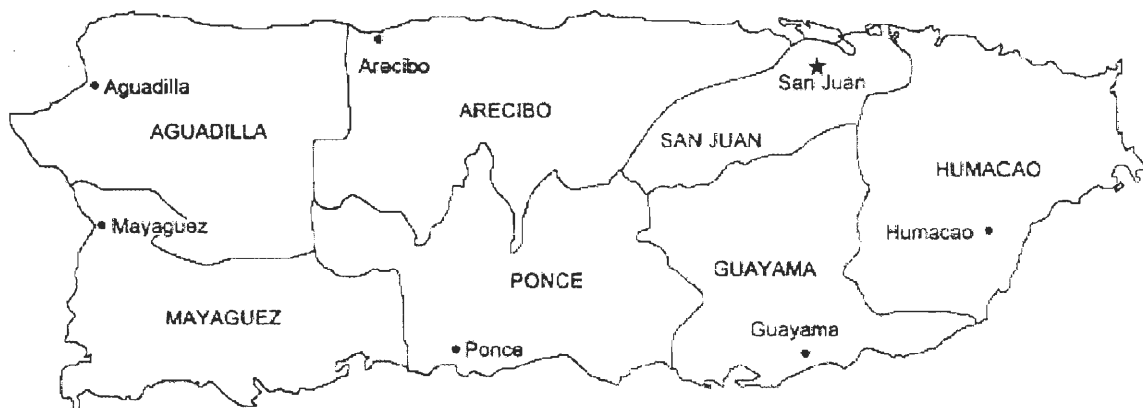 Arecibo
San Juan
Aguadilla
ARECIBO
AGUADILLA
SAN JUAN
HUMACAO
Mayaguez
Humacao
GUAYAMA
PONCE
MAYAGUEZ
Guayama
Ponce